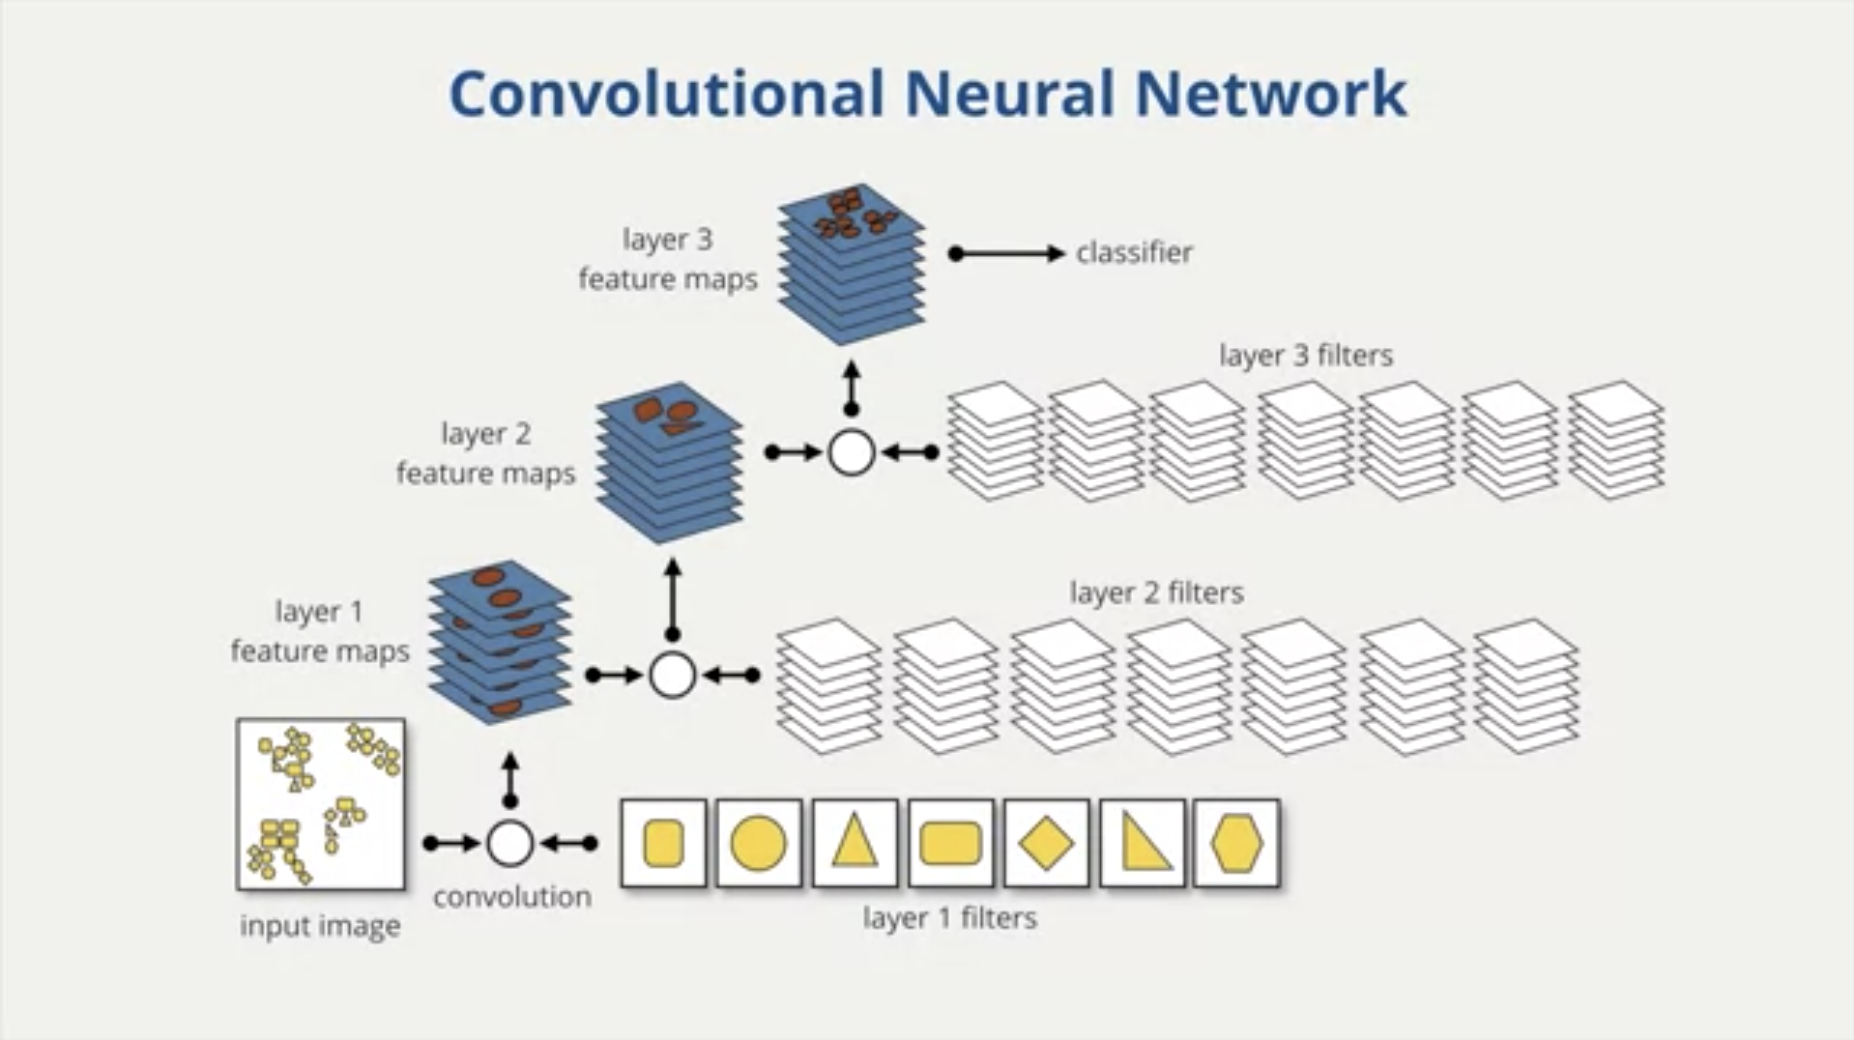 Convolutional Neural Network
layer 3
feature maps
classifier
layer 3 filters
layer 2
feature maps
layer 2 filters
layer 1
feature maps
convolution
input image
layer 1 filters